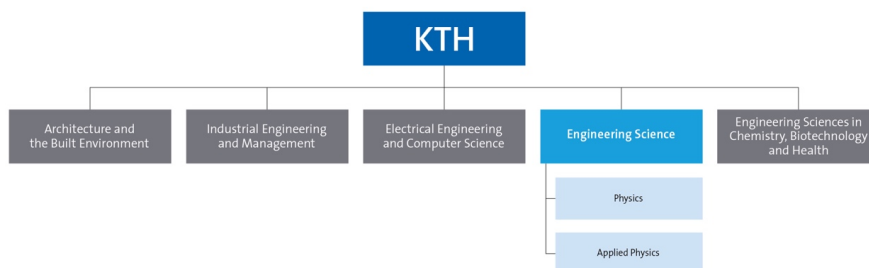 KTH
Architecture and
the Built Environment
Industrial Engineering
and Management
Electrical Engineering
and Computer Science
Engineering Science
Engineering Sciences in
Chemistry, Biotechnology
and Health
Physics
Applied Physics